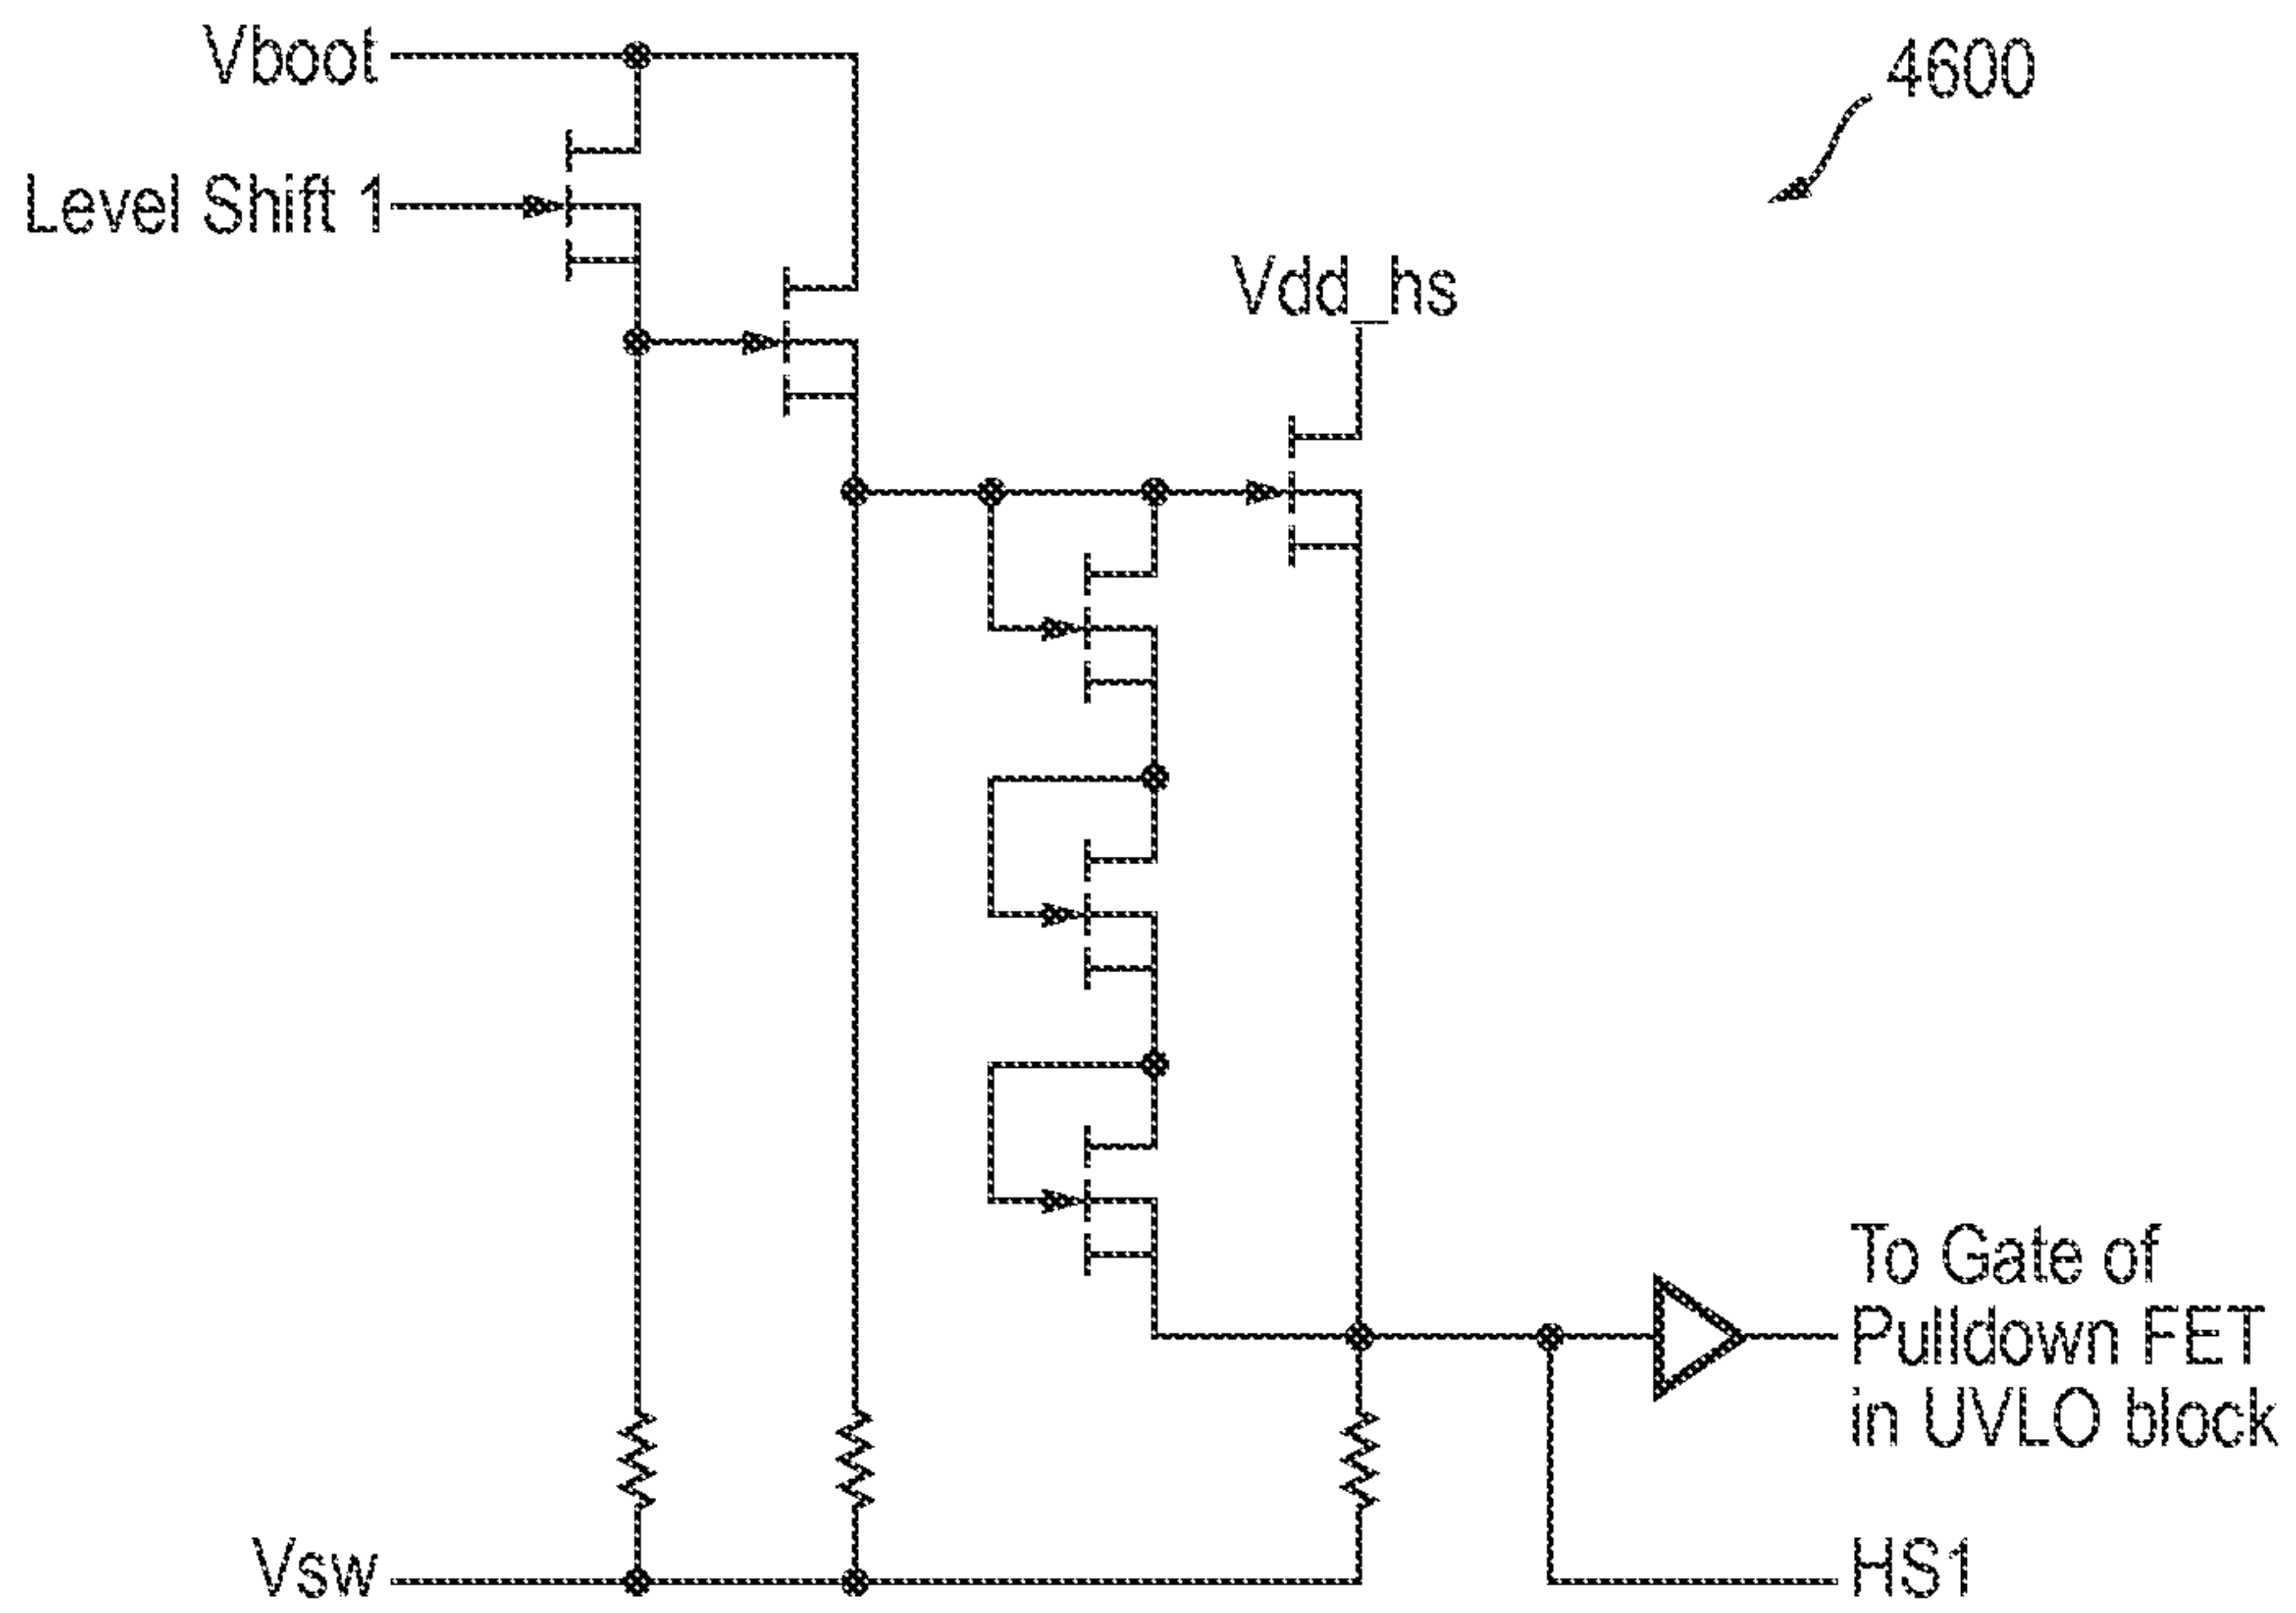 Vboot
4600
Level Shift 1
Vdd_hs
To Gate of
Pulldown FET
in UVLO block
Vsw
HS1